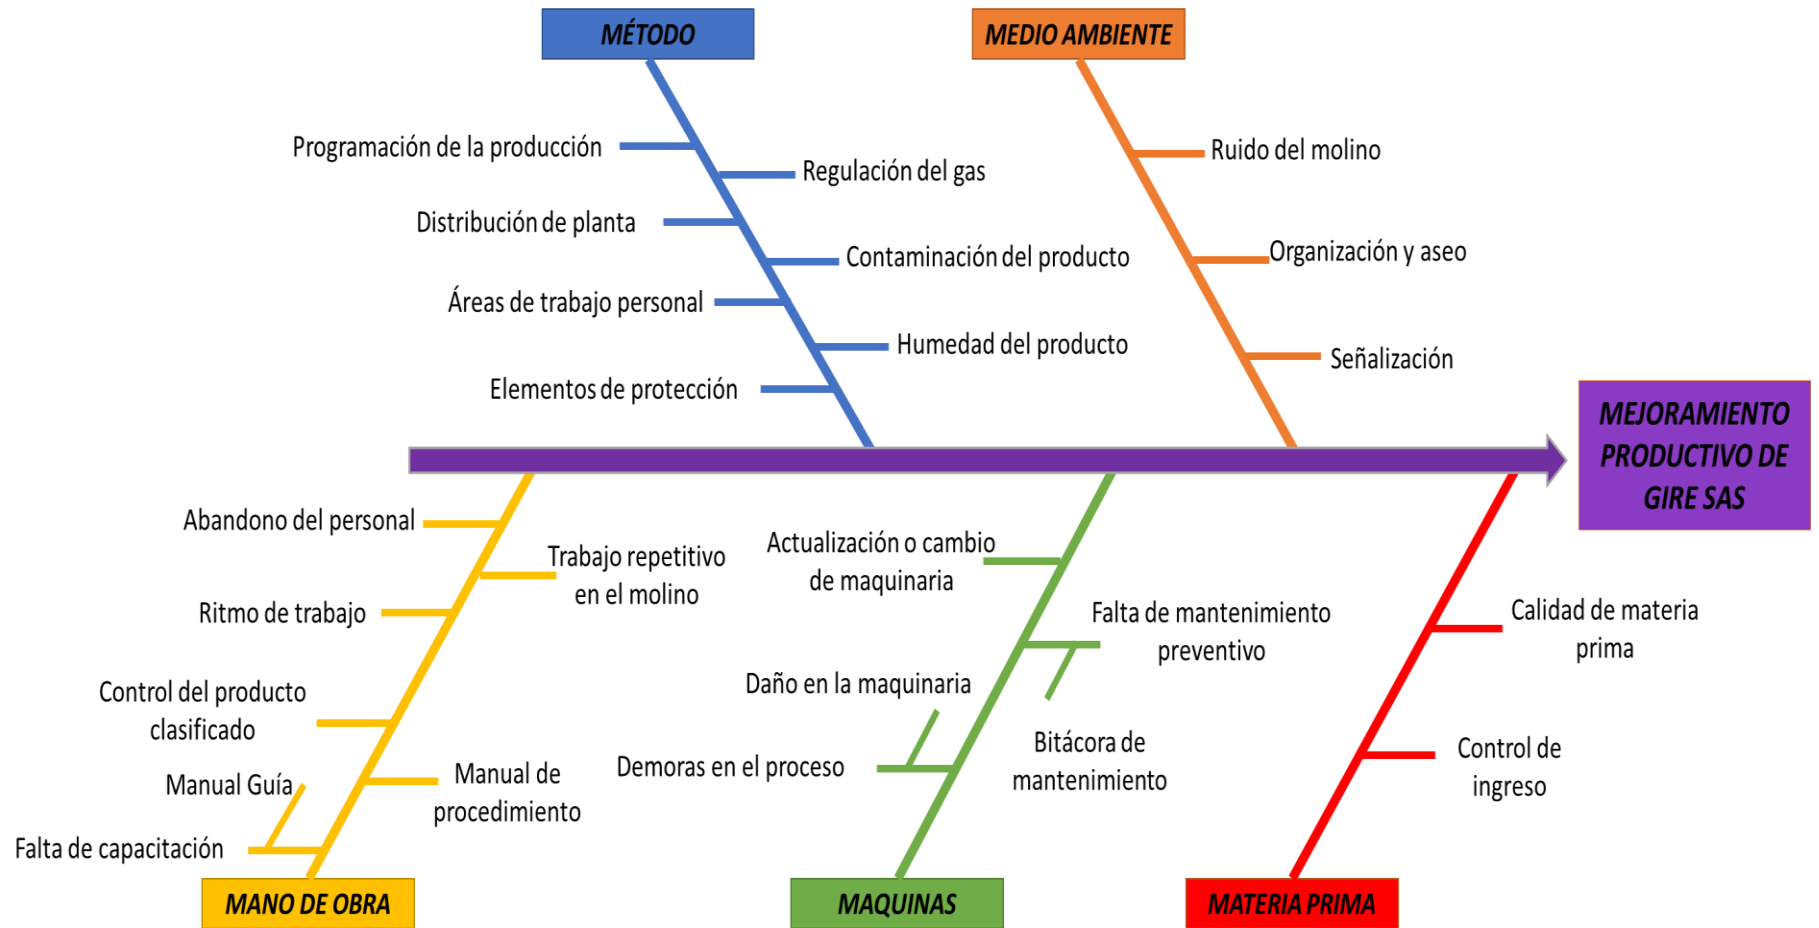 MÉTODO
MEDIO AMBIENTE
Programación de la producción
Regulación del gas
Distribución de planta
Contaminación del producto
Áreas de trabajo personal
Humedad del producto
Elementos de protección
Ruido del molino
Organización y aseo
Señalización
MEJORAMIENTO
PRODUCTIVO DE
GIRE SAS
Abandono del personal
Trabajo repetitivo
en el molino
Ritmo de trabajo
Control del producto
clasificado
Manual Guía
Manual de
procedimiento
Falta de capacitación
Actualización o cambio
de maquinaria
Falta de mantenimiento
preventivo
Daño en la maquinaria
Bitácora de
mantenimiento
Demoras en el proceso
Calidad de materia
prima
Control de
ingreso
MANO DE OBRA
MAQUINAS
MATERIA PRIMA